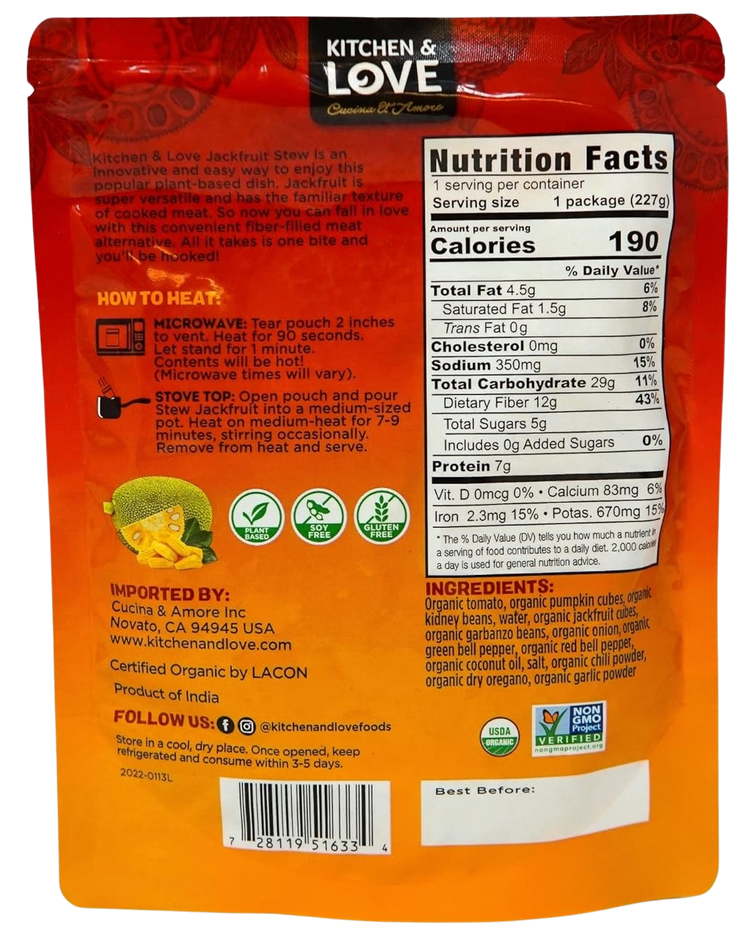 KITCHEN &
LOVE
Cucina & Amore
Kitchen & Love Jackfruit Stew is an
innovative and easy way to enjoy this
popular plant-based dish. Jackfruit is
super versatile and has the familiar texture
of cooked meat. So now you can fall in love
with this convenient fiber-filled meat
alternative. All it takes is one bite and
you'll be hooked!
HOW TO HEAT:
MICROWAVE: Tear pouch 2 inches
to vent. Heat for 90 seconds.
Let stand for 1 minute.
Contents will be hot!
(Microwave times will vary).
STOVE TOP: Open pouch and pour
Stew Jackfruit into a medium-sized
pot. Heat on medium-heat for 7-9
minutes, stirring occasionally.
Remove from heat and serve.
PLANT
BASED
SOY
FREE
GLUTEN
FREE
IMPORTED BY:
Cucina & Amore Inc
Novato, CA 94945 USA
www.kitchenandlove.com
Certified Organic by LACON
Product of India
FOLLOW US: f @kitchenandlovefoods
Store in a cool, dry place. Once opened, keep
refrigerated and consume within 3-5 days.
2022-0113L
7 28119 51633 4
Nutrition Facts
1 serving per container
Serving size 1 package (227g)
Amount per serving
Calories 190
% Daily Value*
Total Fat 4.5g 6%
Saturated Fat 1.5g 8%
Trans Fat 0g
Cholesterol 0mg 0%
Sodium 350mg 15%
Total Carbohydrate 29g 11%
Dietary Fiber 12g 43%
Total Sugars 5g
Includes 0g Added Sugars 0%
Protein 7g
Vit. D 0mcg 0% • Calcium 83mg 6%
Iron 2.3mg 15% • Potas. 670mg 15%
* The % Daily Value (DV) tells you how much a nutrient in
a serving of food contributes to a daily diet. 2,000 calories
a day is used for general nutrition advice.
INGREDIENTS:
Organic tomato, organic pumpkin cubes, organic
kidney beans, wafer, organic jackfruit cubes,
organic garbanzo beans, organic onion, organic
green bell pepper, organic red bell pepper,
organic coconut oil, salt, organic chili powder,
organic dry oregano, organic garlic powder
USDA
ORGANIC
NON
GMO
Project
VERIFIED
nongmoproject.org
Best Before: